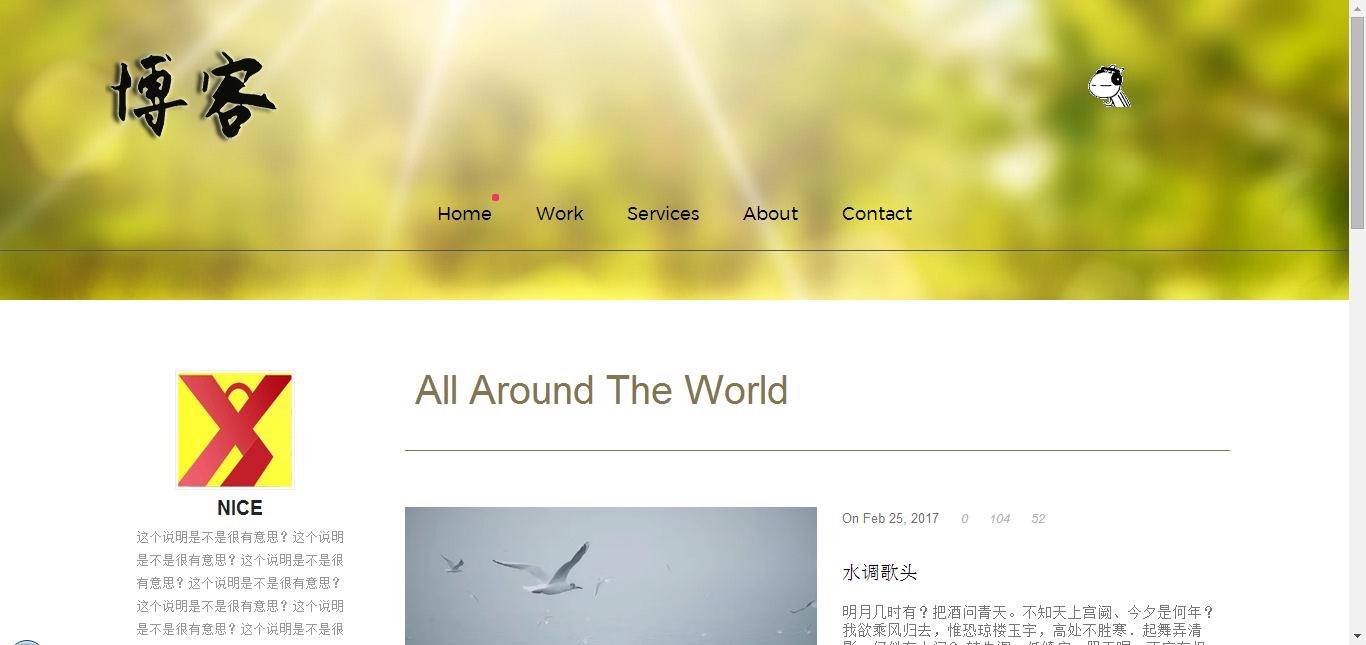 博客
Home Work Services About Contact
All Around The World
NICE
这个说明是不是很有意思？这个说明
是不是很有意思？这个说明是不是很
有意思？这个说明是不是很有意思？
这个说明是不是很有意思？这个说明
是不是很有意思？这个说明是不是很
On Feb 25, 2017 0 104 52
水调歌头
明月几时有？把酒问青天。不知天上宫阙、今夕是何年？
我欲乘风归去，惟恐琼楼玉宇，高处不胜寒．起舞弄清